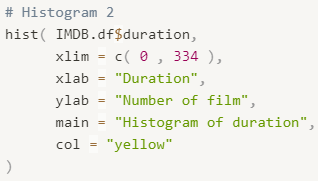 # Histogram 2
hist( IMDB.df$duration,
xlim = c( 0 , 334 ),
xlab = "Duration",
ylab = "Number of film",
main = "Histogram of duration",
col = "yellow"
)